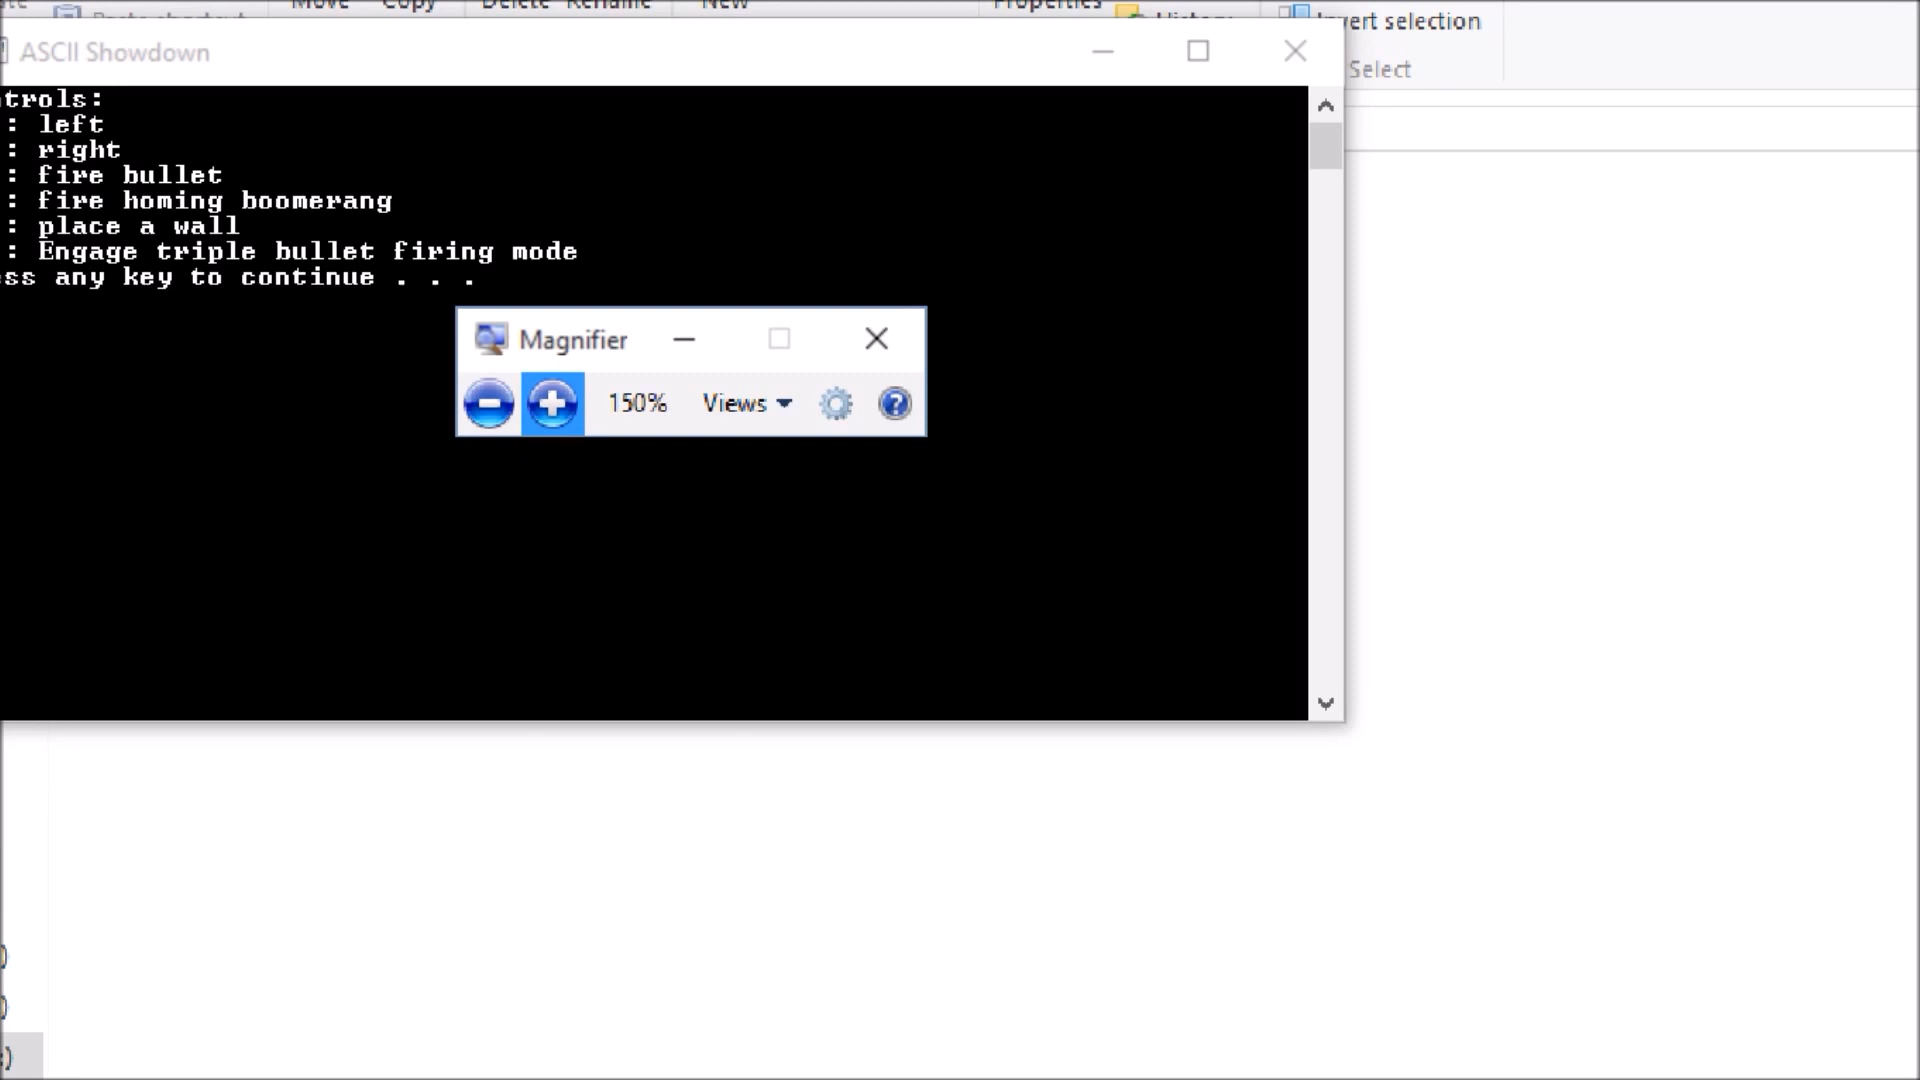 Move Copy Delete Rename New Properties
Paste shortcut History Invert selection
Select
ASCII Showdown
trols:
: left
: right
: fire bullet
: fire homing boomerang
: place a wall
: Engage triple bullet firing mode
ss any key to continue . . .
Magnifier
150% Views